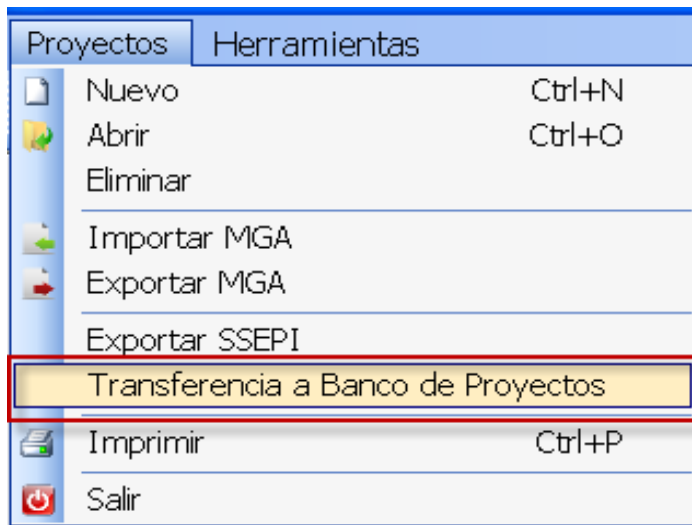 Proyectos Herramientas
Nuevo Ctrl+N
Abrir Ctrl+O
Eliminar
Importar MGA
Exportar MGA
Exportar SSEPI
Transferencia a Banco de Proyectos
Imprimir Ctrl+P
Salir